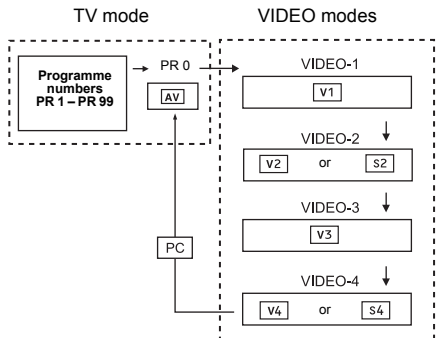 TV mode
VIDEO modes
Programme
numbers
PR 1 – PR 99
PR 0
AV
VIDEO-1
V1
VIDEO-2
V2 or S2
VIDEO-3
V3
PC
VIDEO-4
V4 or S4